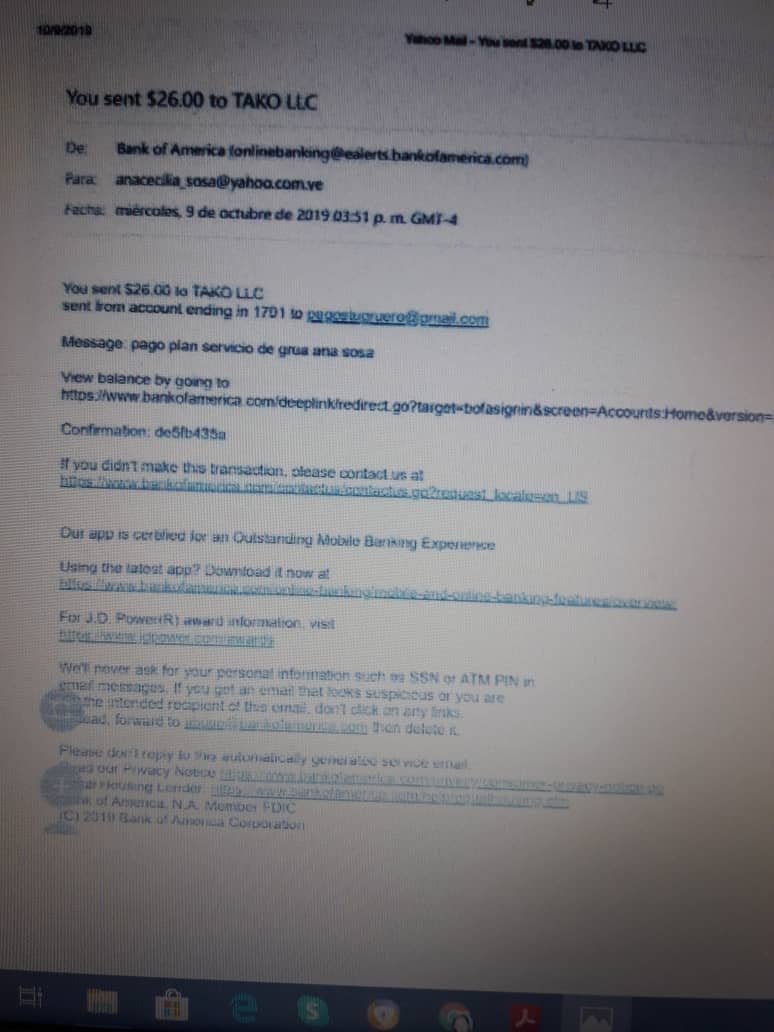 10/9/2019
Yahoo Mail - You sent $26.00 to TAKO LLC
You sent $26.00 to TAKO LLC
De: Bank of America (onlinebanking@ealerts.bankofamerica.com)
Para: anacecilia_sosa@yahoo.com.ve
Fecha: miércoles, 9 de octubre de 2019 03:51 p. m. GMT-4
You sent $26.00 to TAKO LLC
sent from account ending in 1701 to pagostugruero@gmail.com
Message: pago plan servicio de grua ana sosa
View balance by going to
https://www.bankofamerica.com/deeplink/redirect.go?target=bofasignin&screen=Accounts:Home&version=
Confirmation: de5fb435a
If you didn't make this transaction, please contact us at
https://www.bankofamerica.com/contactus/contactus.go?request_locale=en_US
Our app is certified for an Outstanding Mobile Banking Experience
Using the latest app? Download it now at
https://www.bankofamerica.com/online-banking/mobile-and-online-banking-features/overview/
For J.D. Power(R) award information, visit
https://www.jdpower.com/awards
We'll never ask for your personal information such as SSN or ATM PIN in
email messages. If you get an email that looks suspicious or you are
the intended recipient of this email, don't click on any links.
forward to abuse@bankofamerica.com then delete it.
Please don't reply to this automatically generated service email.
our Privacy Notice
Housing Lender:
of America, N.A. Member FDIC
(C) 2019 Bank of America Corporation